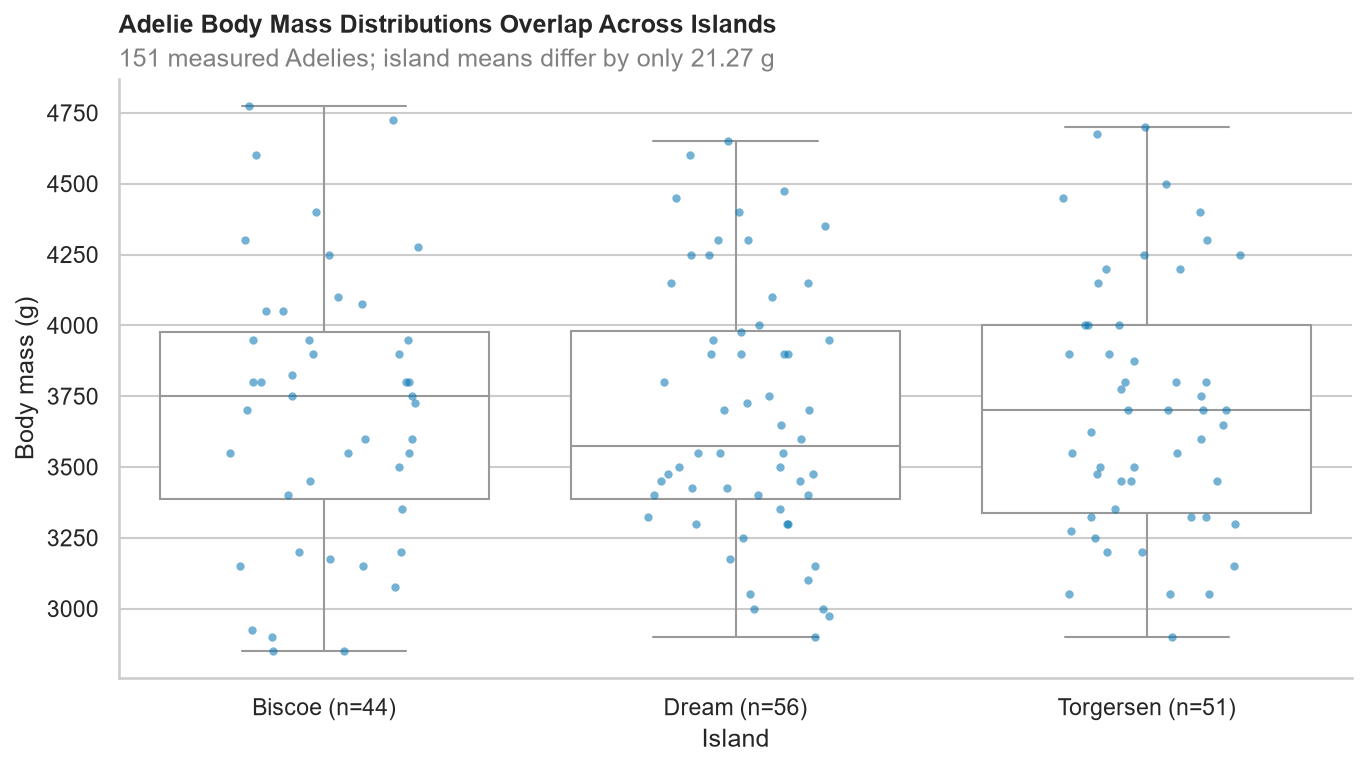 Adelie Body Mass Distributions Overlap Across Islands
151 measured Adelies; island means differ by only 21.27 g
Body mass (g)
4750
4500
4250
4000
3750
3500
3250
3000
Biscoe (n=44)
Dream (n=56)
Torgersen (n=51)
Island